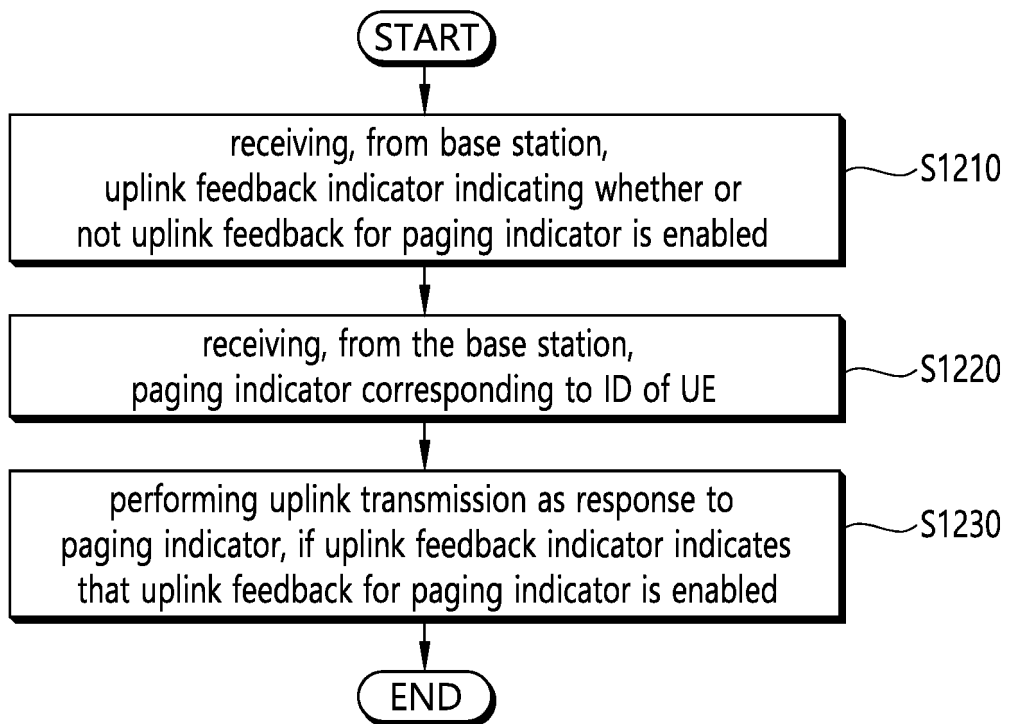 START
receiving, from base station,
uplink feedback indicator indicating whether or
not uplink feedback for paging indicator is enabled
S1210
receiving, from the base station,
paging indicator corresponding to ID of UE
S1220
performing uplink transmission as response to
paging indicator, if uplink feedback indicator indicates
that uplink feedback for paging indicator is enabled
S1230
END